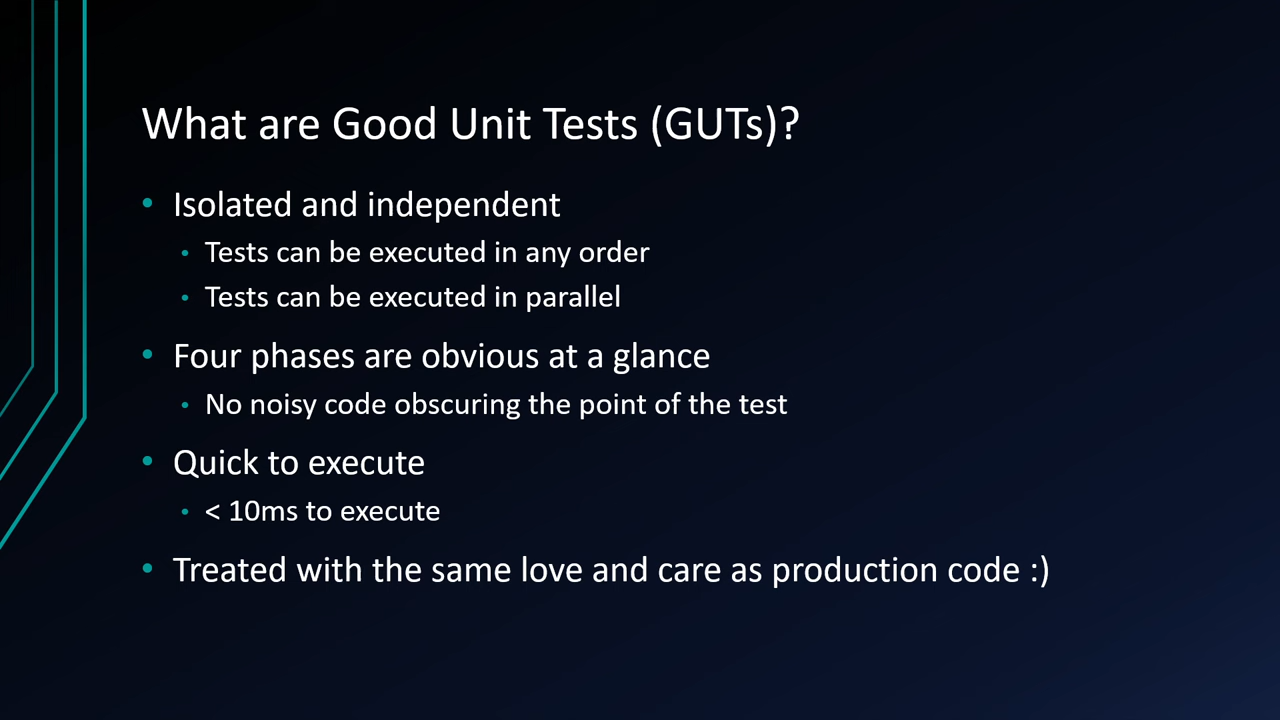 What are Good Unit Tests (GUTs)?
• Isolated and independent
• Tests can be executed in any order
• Tests can be executed in parallel
• Four phases are obvious at a glance
• No noisy code obscuring the point of the test
• Quick to execute
• < 10ms to execute
• Treated with the same love and care as production code :)